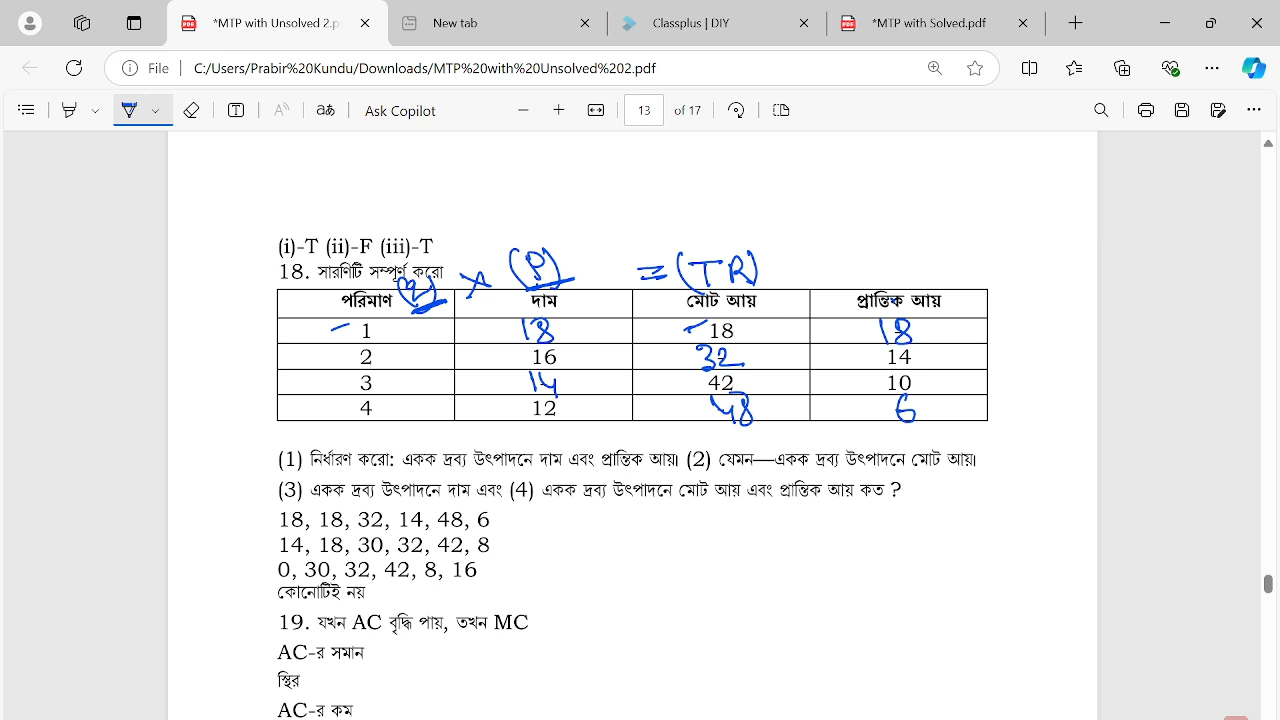 *MTP with Unsolved 2.p
New tab
Classplus | DIY
*MTP with Solved.pdf
File
C:/Users/Prabir%20Kundu/Downloads/MTP%20with%20Unsolved%202.pdf
Ask Copilot
13 of 17
(i)-T (ii)-F (iii)-T
18. সারণিটি সম্পূর্ণ করো
(q) × (P) = (TR)
পরিমাণ দাম মোট আয় প্রান্তিক আয়
1 18 18 18
2 16 32 14
3 14 42 10
4 12 48 6
(1) নির্ধারণ করো: একক দ্রব্য উৎপাদনে দাম এবং প্রান্তিক আয়। (2) যেমন—একক দ্রব্য উৎপাদনে মোট আয়।
(3) একক দ্রব্য উৎপাদনে দাম এবং (4) একক দ্রব্য উৎপাদনে মোট আয় এবং প্রান্তিক আয় কত ?
18, 18, 32, 14, 48, 6
14, 18, 30, 32, 42, 8
0, 30, 32, 42, 8, 16
কোনোটিই নয়
19. যখন AC বৃদ্ধি পায়, তখন MC
AC-র সমান
স্থির
AC-র কম